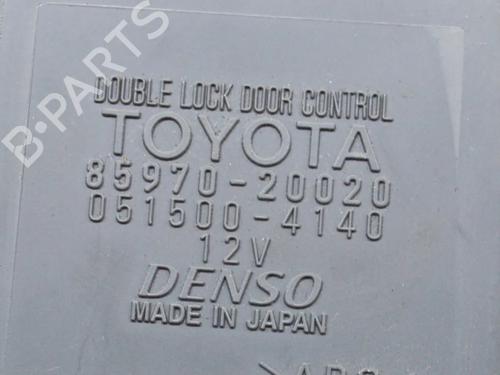 B·PARTS
DOUBLE LOCK DOOR CONTROL
TOYOTA
85970-20020
051500-4140
12V
DENSO
MADE IN JAPAN